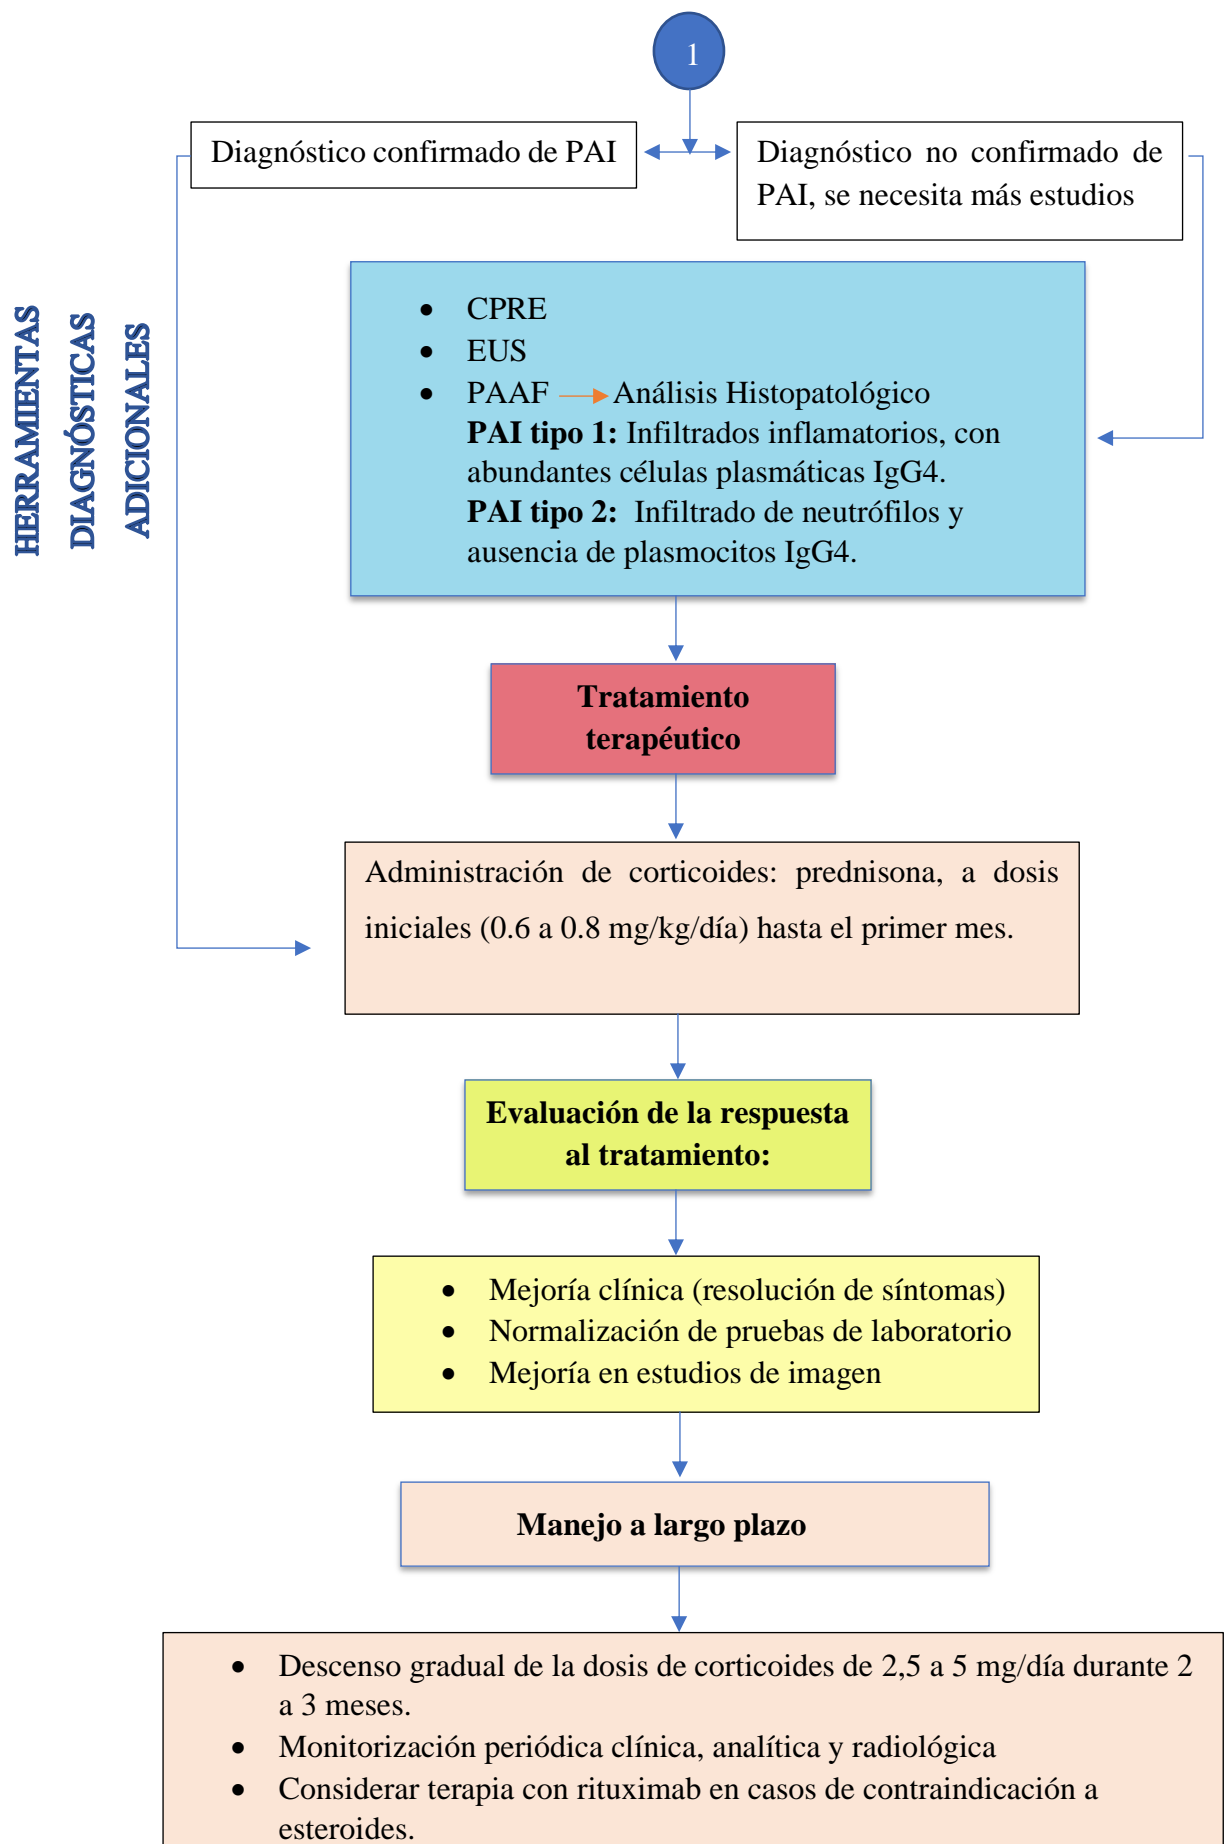 1
Diagnóstico confirmado de PAI
Diagnóstico no confirmado de
PAI, se necesita más estudios
HERRAMIENTAS
DIAGNÓSTICAS
ADICIONALES
• CPRE
• EUS
• PAAF Análisis Histopatológico
PAI tipo 1: Infiltrados inflamatorios, con
abundantes células plasmáticas IgG4.
PAI tipo 2: Infiltrado de neutrófilos y
ausencia de plasmocitos IgG4.
Tratamiento
terapéutico
Administración de corticoides: prednisona, a dosis
iniciales (0.6 a 0.8 mg/kg/día) hasta el primer mes.
Evaluación de la respuesta
al tratamiento:
• Mejoría clínica (resolución de síntomas)
• Normalización de pruebas de laboratorio
• Mejoría en estudios de imagen
Manejo a largo plazo
• Descenso gradual de la dosis de corticoides de 2,5 a 5 mg/día durante 2
a 3 meses.
• Monitorización periódica clínica, analítica y radiológica
• Considerar terapia con rituximab en casos de contraindicación a
esteroides.